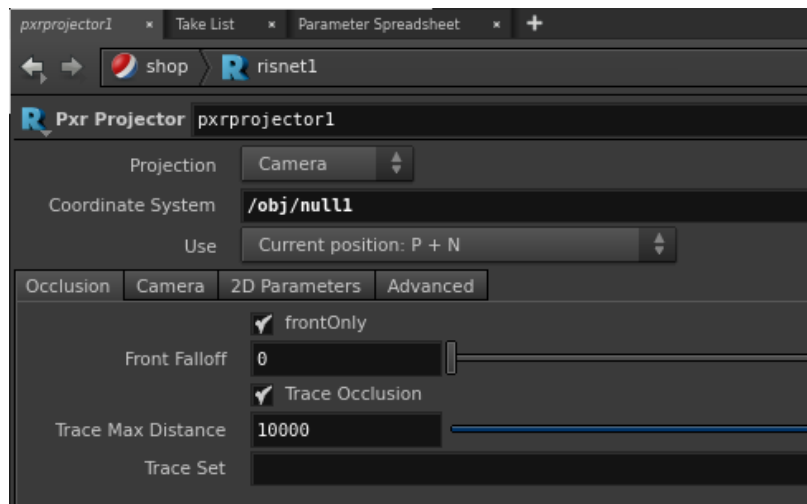 pxrprojector1 × Take List × Parameter Spreadsheet × +
shop risnet1
Pxr Projector pxrprojector1
Projection Camera
Coordinate System /obj/null1
Use Current position: P + N
Occlusion Camera 2D Parameters Advanced
frontOnly
Front Falloff 0
Trace Occlusion
Trace Max Distance 10000
Trace Set